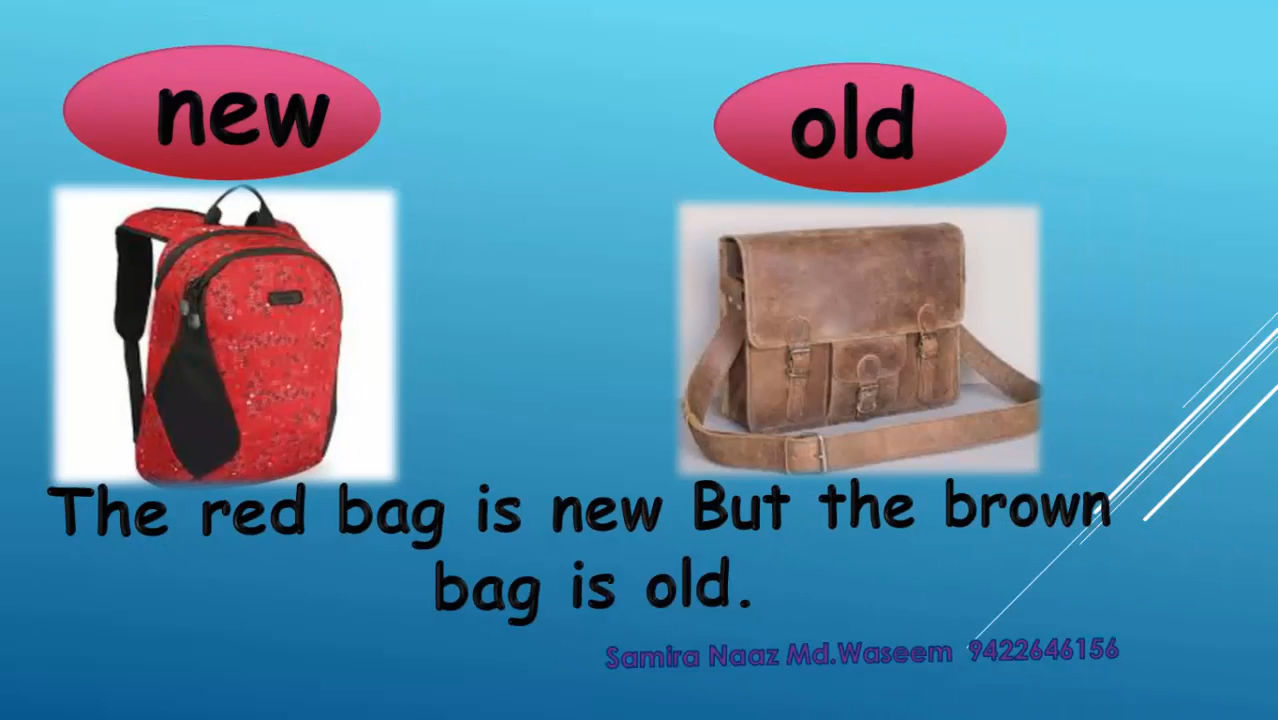 new
old
The red bag is new But the brown
bag is old.
Samira Naaz Md.Waseem 9422646156